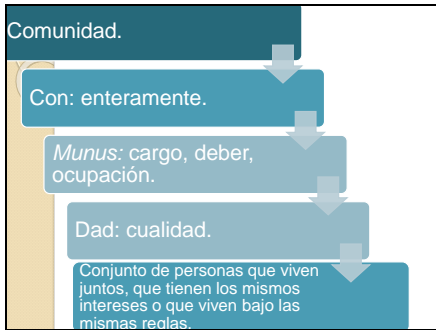 Comunidad.
Con: enteramente.
Munus: cargo, deber,
ocupación.
Dad: cualidad.
Conjunto de personas que viven
juntos, que tienen los mismos
intereses o que viven bajo las
mismas reglas.